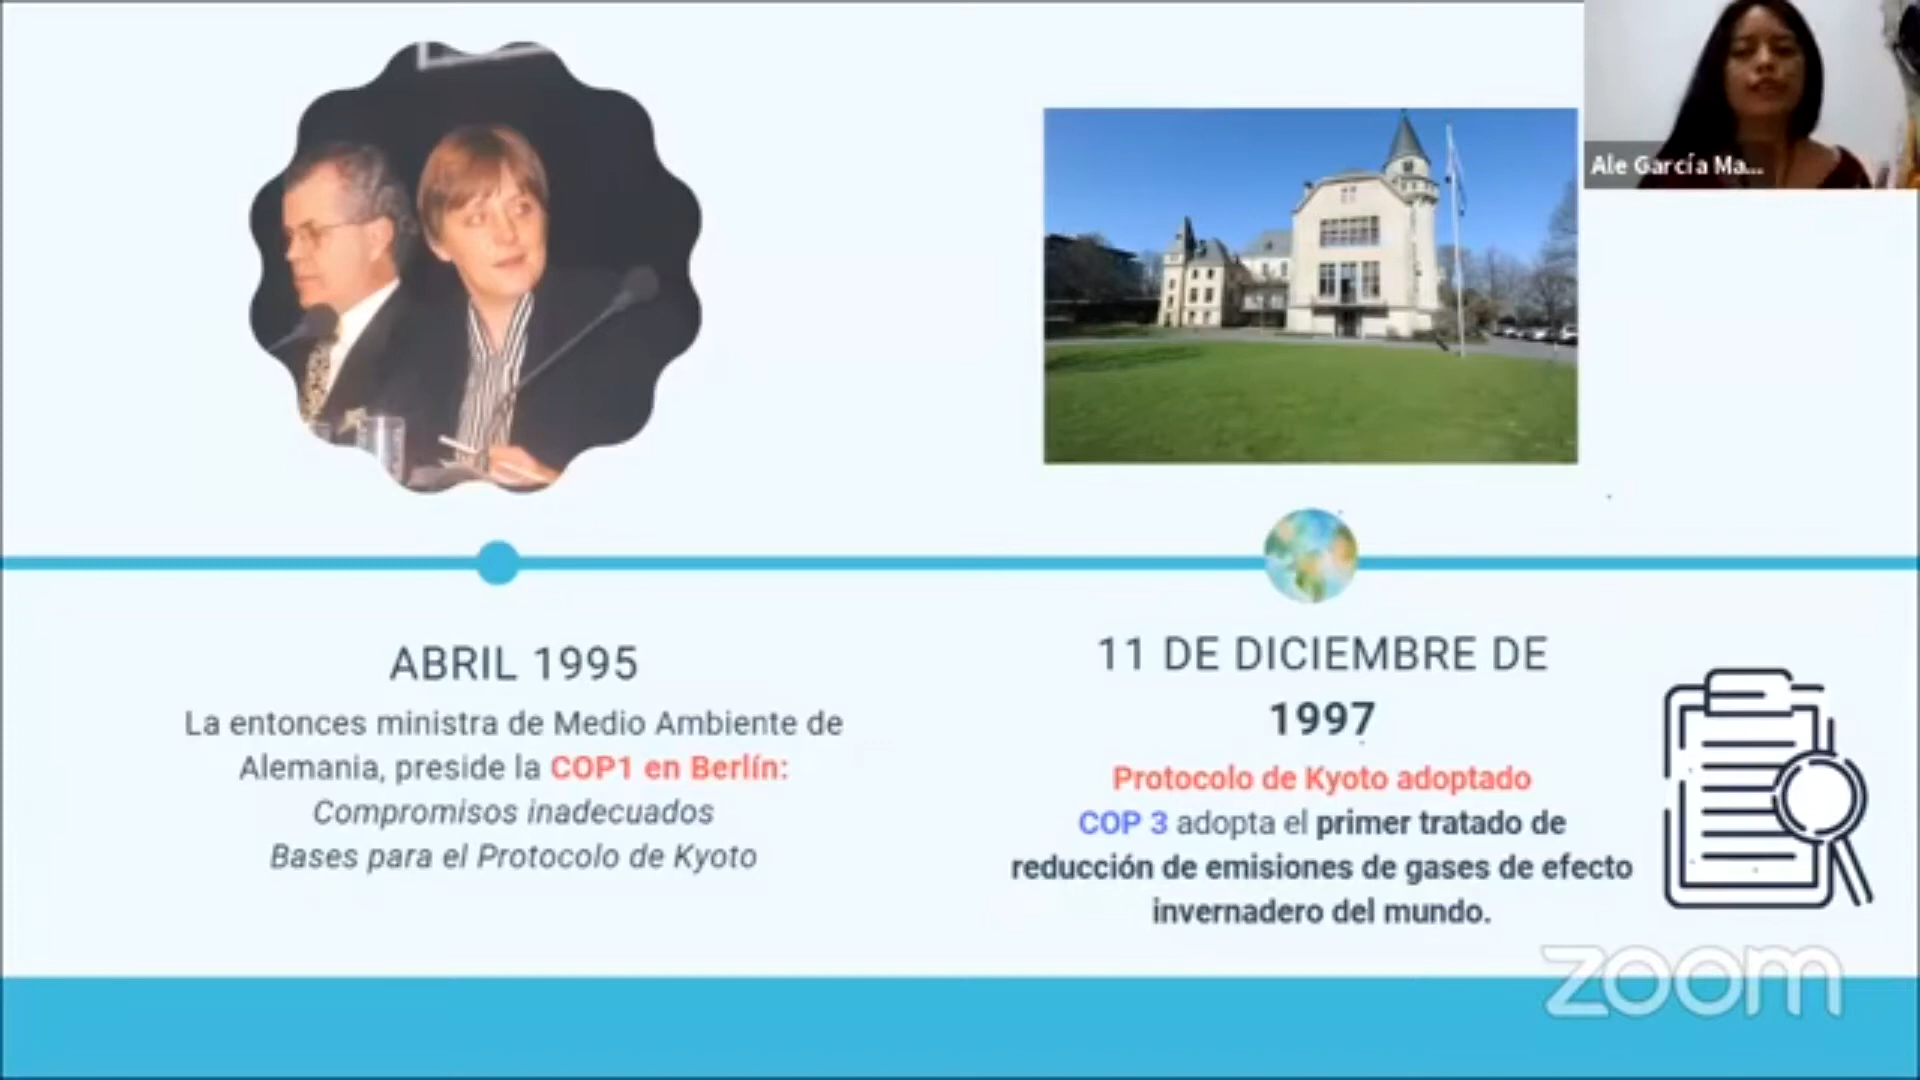 Ale García Ma...
ABRIL 1995
La entonces ministra de Medio Ambiente de
Alemania, preside la COP1 en Berlín:
Compromisos inadecuados
Bases para el Protocolo de Kyoto
11 DE DICIEMBRE DE
1997
Protocolo de Kyoto adoptado
COP 3 adopta el primer tratado de
reducción de emisiones de gases de efecto
invernadero del mundo.
zoom